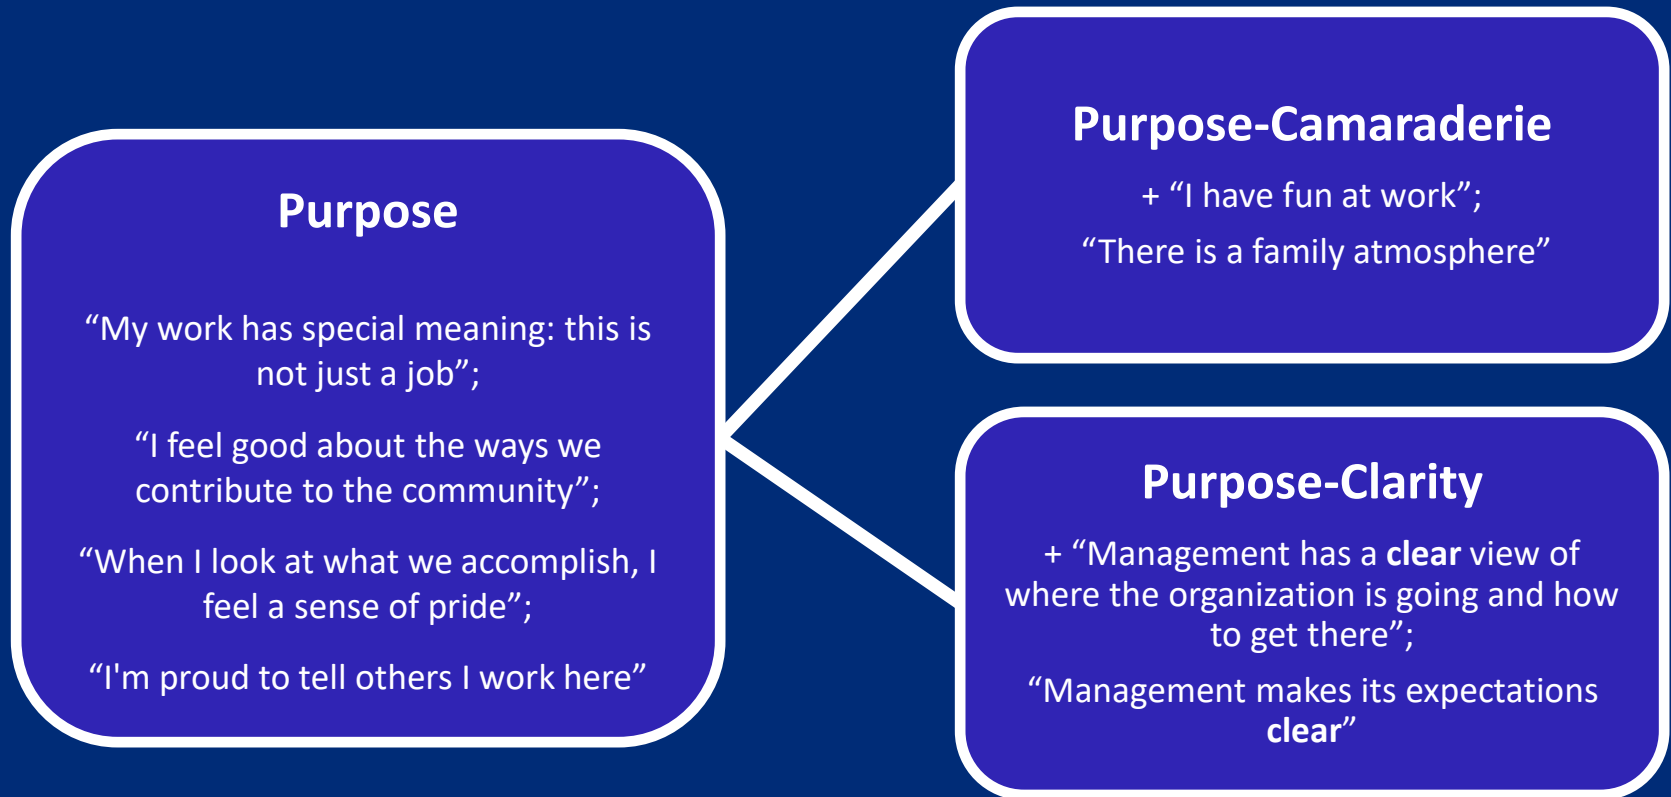 Purpose
“My work has special meaning: this is
not just a job”;
“I feel good about the ways we
contribute to the community”;
“When I look at what we accomplish, I
feel a sense of pride”;
“I'm proud to tell others I work here”
Purpose-Camaraderie
+ “I have fun at work”;
“There is a family atmosphere”
Purpose-Clarity
+ “Management has a clear view of
where the organization is going and how
to get there”;
“Management makes its expectations
clear”